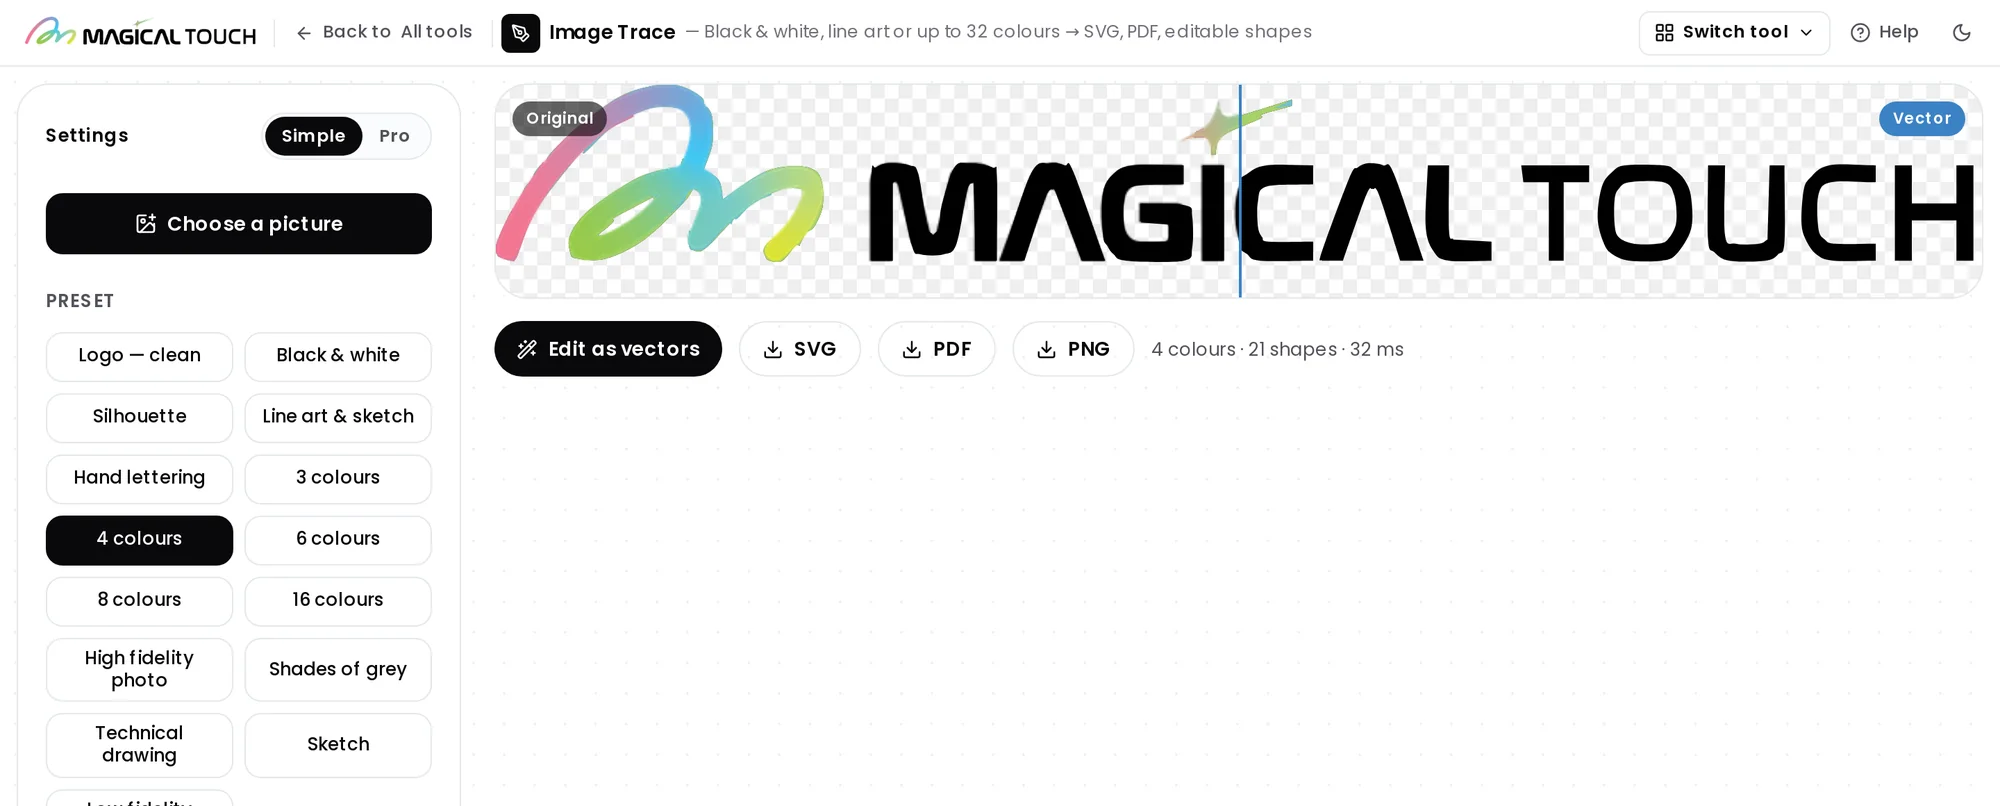 MAGICAL TOUCH
Back to All tools
Image Trace — Black & white, line art or up to 32 colours → SVG, PDF, editable shapes
Switch tool
Help
Settings
Simple
Pro
Choose a picture
PRESET
Logo — clean
Black & white
Silhouette
Line art & sketch
Hand lettering
3 colours
4 colours
6 colours
8 colours
16 colours
High fidelity
photo
Shades of grey
Technical
drawing
Sketch
Low fidelity
Original
Vector
MAGICAL TOUCH
Edit as vectors
SVG
PDF
PNG
4 colours · 21 shapes · 32 ms